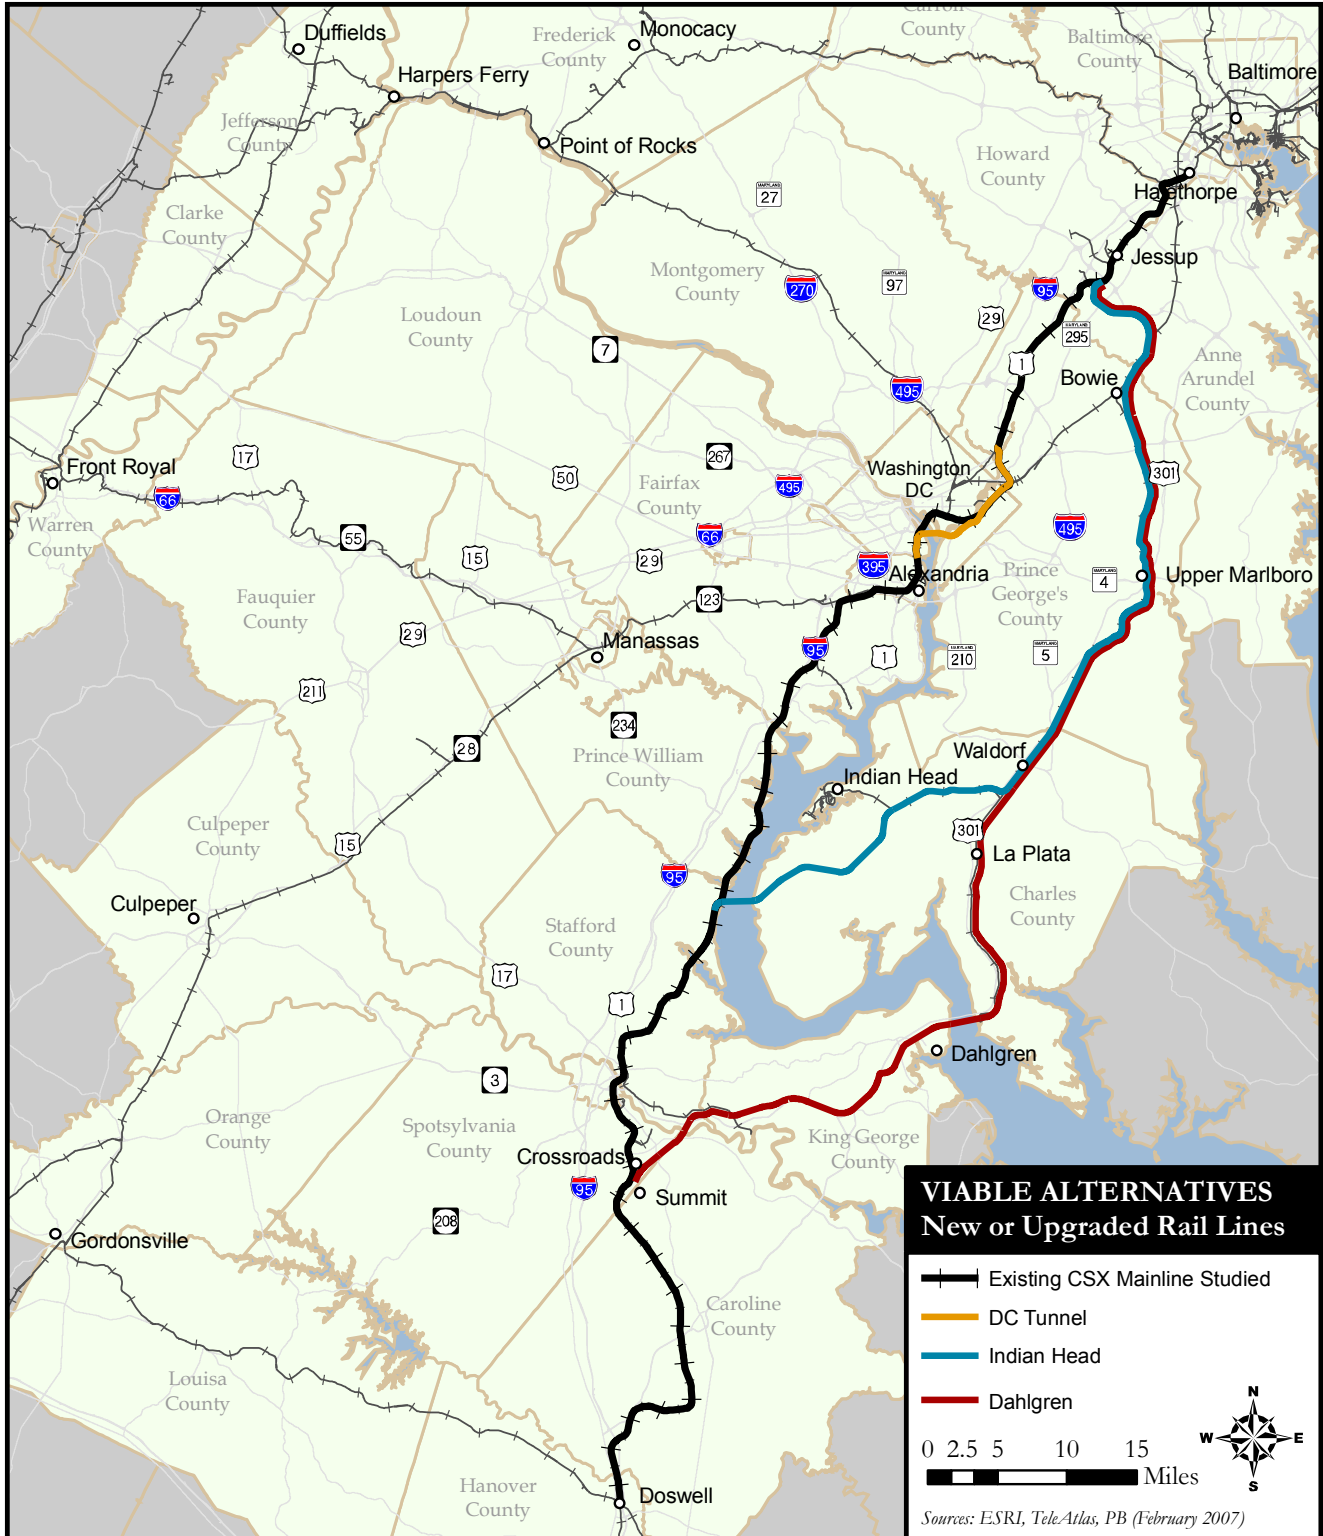 Carroll
County
Duffields
Frederick
County
Monocacy
Baltimore
County
Baltimore
Harpers Ferry
Jefferson
County
Point of Rocks
Howard
County
Halethorpe
MARYLAND
27
Clarke
County
Jessup
Montgomery
County
270
MARYLAND
97
95
29
MARYLAND
295
Loudoun
County
7
1
Anne
Arundel
County
Bowie
495
17
Front Royal
66
50
267
Fairfax
County
495
Washington
DC
301
Warren
County
55
15
66
29
495
395
Alexandria
Prince
George's
County
MARYLAND
4
Upper Marlboro
Fauquier
County
123
29
Manassas
95
1
MARYLAND
210
MARYLAND
5
211
234
28
Prince William
County
Waldorf
Indian Head
Culpeper
County
15
301
La Plata
95
Charles
County
Culpeper
Stafford
County
17
1
Dahlgren
3
Orange
County
Spotsylvania
County
King George
County
Crossroads
95
Summit
208
Gordonsville
Caroline
County
Louisa
County
Hanover
County
Doswell
VIABLE ALTERNATIVES
New or Upgraded Rail Lines
Existing CSX Mainline Studied
DC Tunnel
Indian Head
Dahlgren
N
W E
S
0 2.5 5 10 15
Miles
Sources: ESRI, TeleAtlas, PB (February 2007)